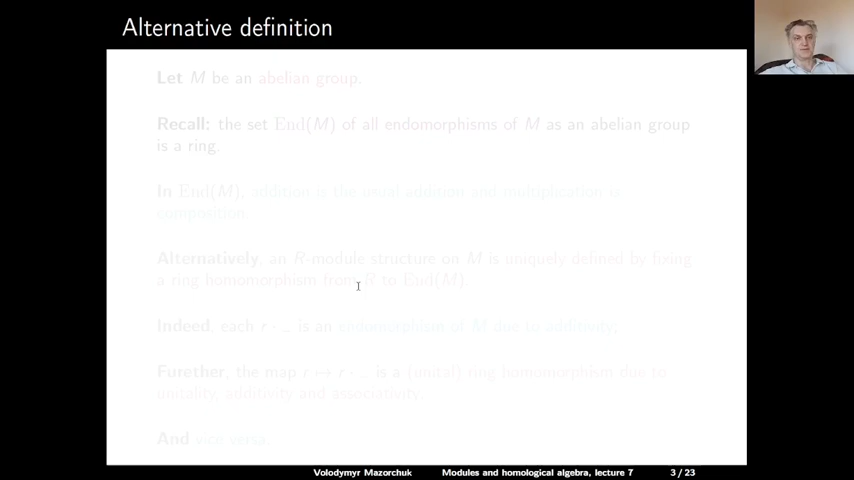 Alternative definition
Let M be an abelian group.
Recall: the set End(M) of all endomorphisms of M as an abelian group
is a ring.
In End(M), addition is the usual addition and multiplication is
composition.
Alternatively, an R-module structure on M is uniquely defined by fixing
a ring homomorphism from R to End(M)
Indeed, each r · _ is an endomorphism of M due to additivity;
Furether, the map r ↦ r · _ is a (unital) ring homomorphism due to
unitality, additivity and associativity.
And vice versa.
Volodymyr Mazorchuk Modules and homological algebra, lecture 7 3 / 23